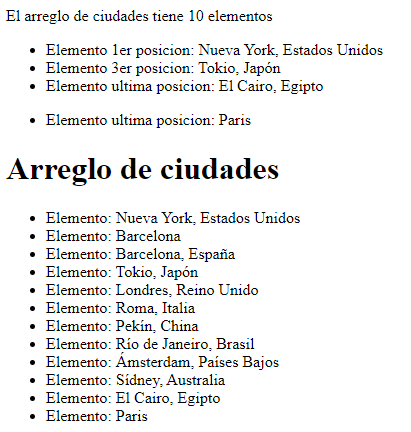 El arreglo de ciudades tiene 10 elementos
Elemento 1er posicion: Nueva York, Estados Unidos
Elemento 3er posicion: Tokio, Japón
Elemento ultima posicion: El Cairo, Egipto
Elemento ultima posicion: Paris
Arreglo de ciudades
Elemento: Nueva York, Estados Unidos
Elemento: Barcelona
Elemento: Barcelona, España
Elemento: Tokio, Japón
Elemento: Londres, Reino Unido
Elemento: Roma, Italia
Elemento: Pekín, China
Elemento: Río de Janeiro, Brasil
Elemento: Ámsterdam, Países Bajos
Elemento: Sídney, Australia
Elemento: El Cairo, Egipto
Elemento: Paris